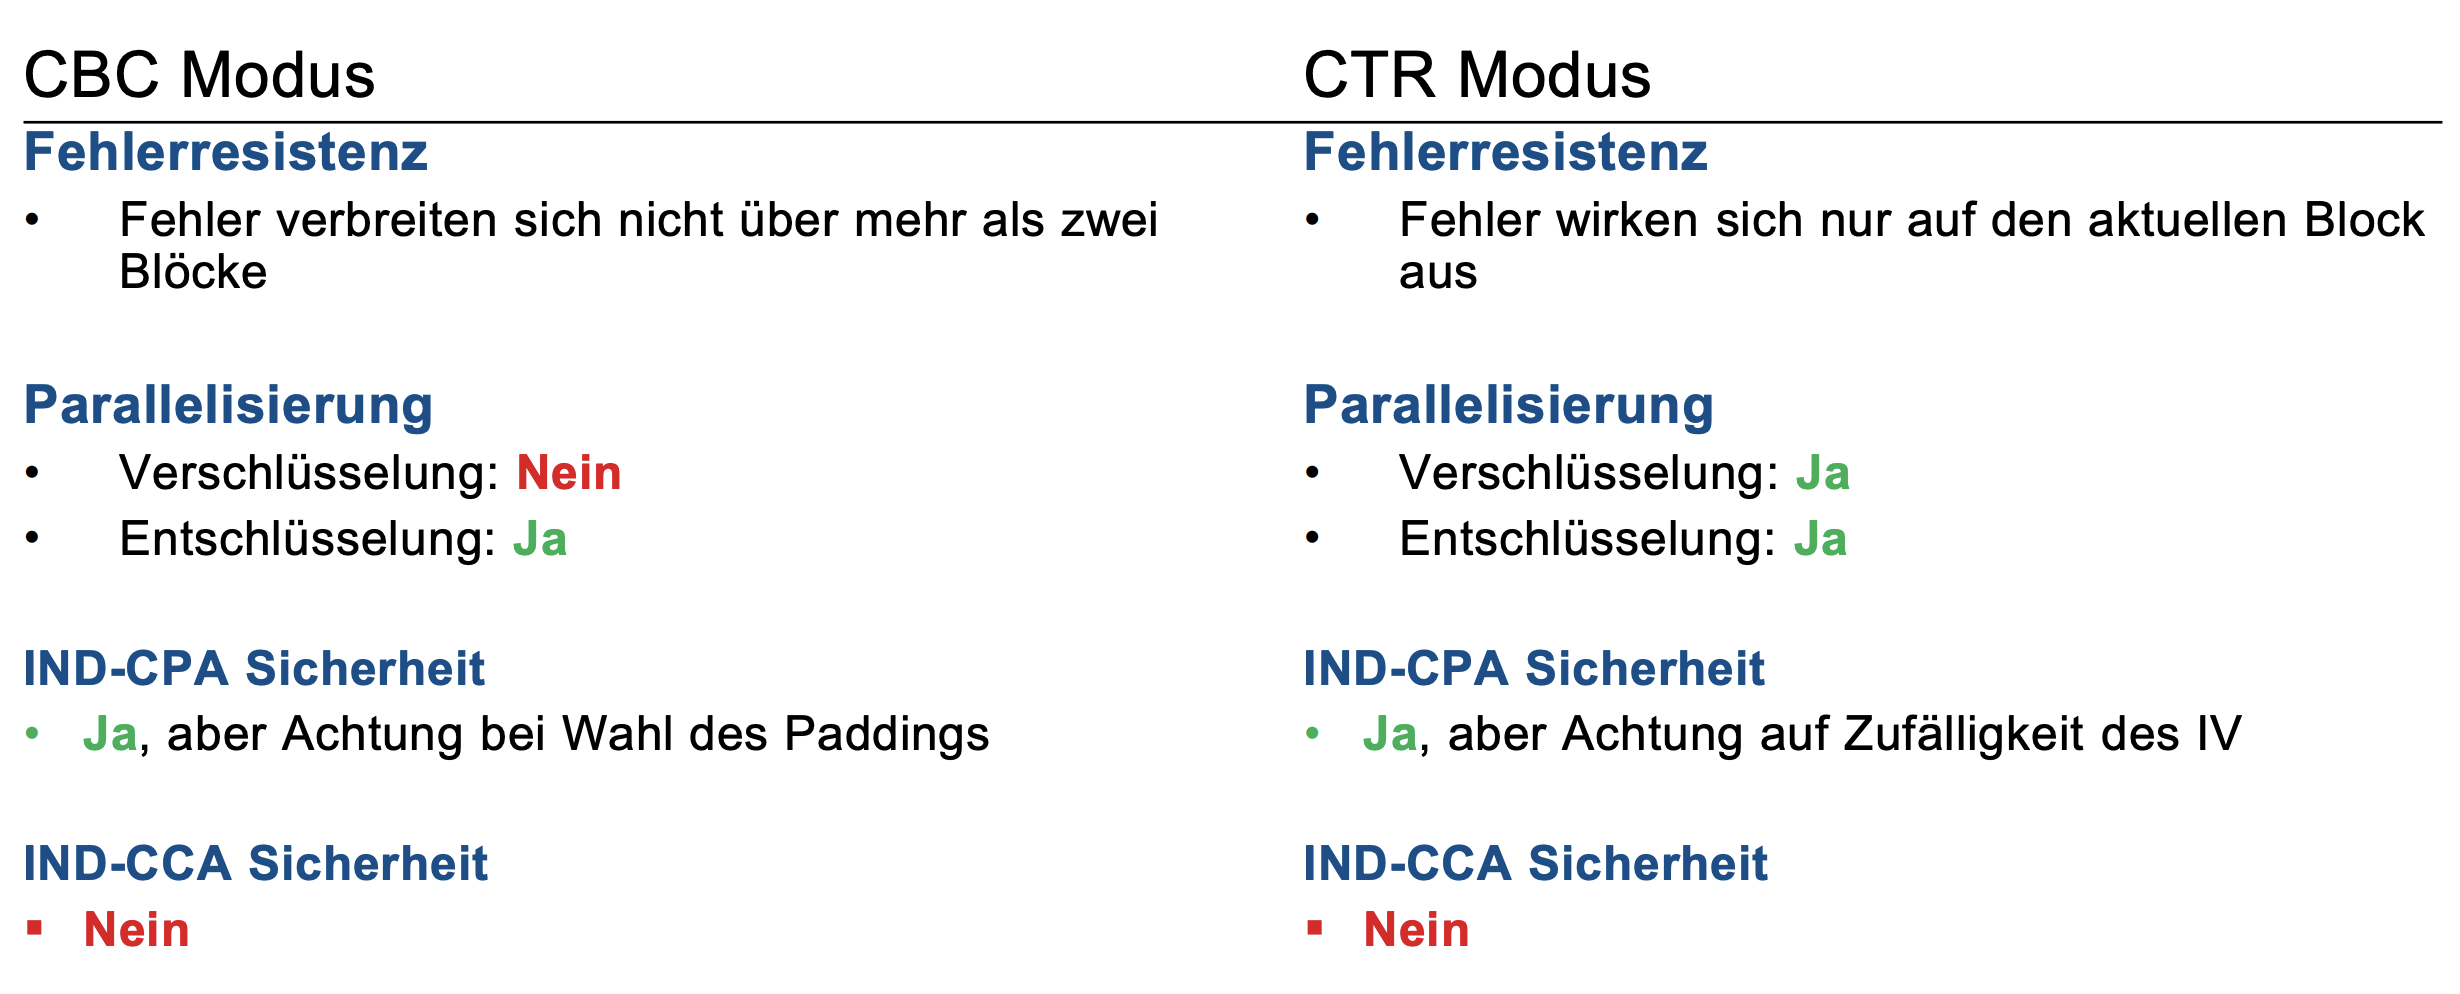 CBC Modus
Fehlerresistenz
• Fehler verbreiten sich nicht über mehr als zwei
Blöcke
Parallelisierung
• Verschlüsselung: Nein
• Entschlüsselung: Ja
IND-CPA Sicherheit
• Ja, aber Achtung bei Wahl des Paddings
IND-CCA Sicherheit
▪ Nein
CTR Modus
Fehlerresistenz
• Fehler wirken sich nur auf den aktuellen Block
aus
Parallelisierung
• Verschlüsselung: Ja
• Entschlüsselung: Ja
IND-CPA Sicherheit
• Ja, aber Achtung auf Zufälligkeit des IV
IND-CCA Sicherheit
▪ Nein